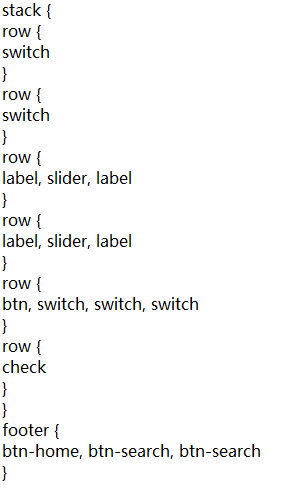 stack {
row {
switch
}
row {
switch
}
row {
label, slider, label
}
row {
label, slider, label
}
row {
btn, switch, switch, switch
}
row {
check
}
}
footer {
btn-home, btn-search, btn-search
}